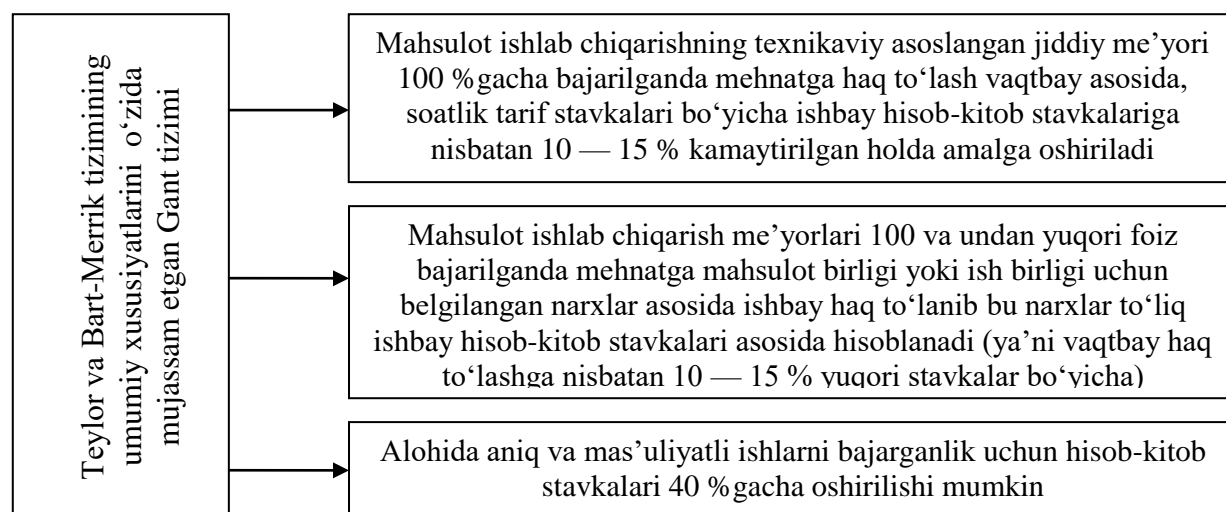 Teylor va Bart-Merrik tizimining
umumiy xususiyatlarini o‘zida
mujassam etgan Gant tizimi
Mahsulot ishlab chiqarishning texnikaviy asoslangan jiddiy me’yori
100 %gacha bajarilganda mehnatga haq to‘lash vaqtbay asosida,
soatlik tarif stavkalari bo‘yicha ishbay hisob-kitob stavkalariga
nisbatan 10 — 15 % kamaytirilgan holda amalga oshiriladi
Mahsulot ishlab chiqarish me’yorlari 100 va undan yuqori foiz
bajarilganda mehnatga mahsulot birligi yoki ish birligi uchun
belgilangan narxlar asosida ishbay haq to‘lanib bu narxlar to‘liq
ishbay hisob-kitob stavkalari asosida hisoblanadi (ya’ni vaqtbay haq
to‘lashga nisbatan 10 — 15 % yuqori stavkalar bo‘yicha)
Alohida aniq va mas’uliyatli ishlarni bajarganlik uchun hisob-kitob
stavkalari 40 %gacha oshirilishi mumkin